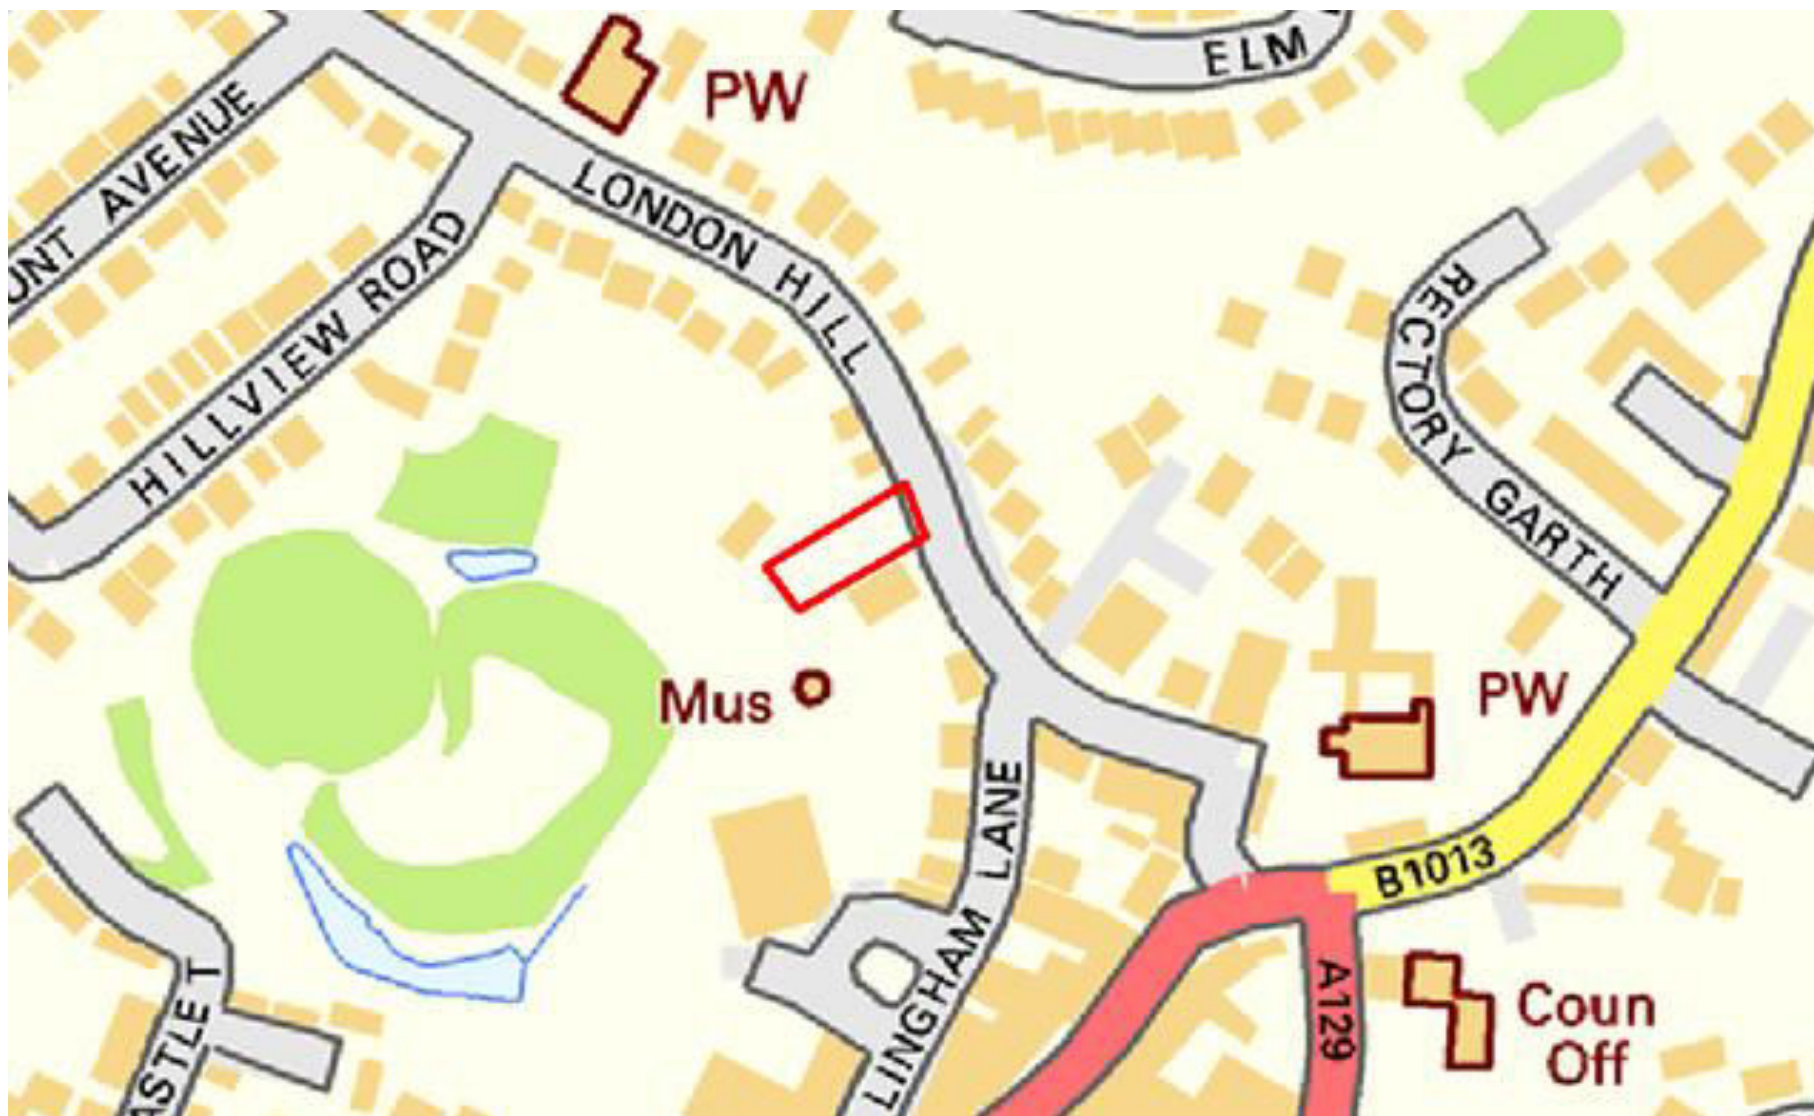 ELM
PW
UNT AVENUE
LONDON HILL
HILLVIEW ROAD
RECTORY GARTH
PW
Mus
LINGHAM LANE
B1013
A129
Coun
Off
ASTLE T